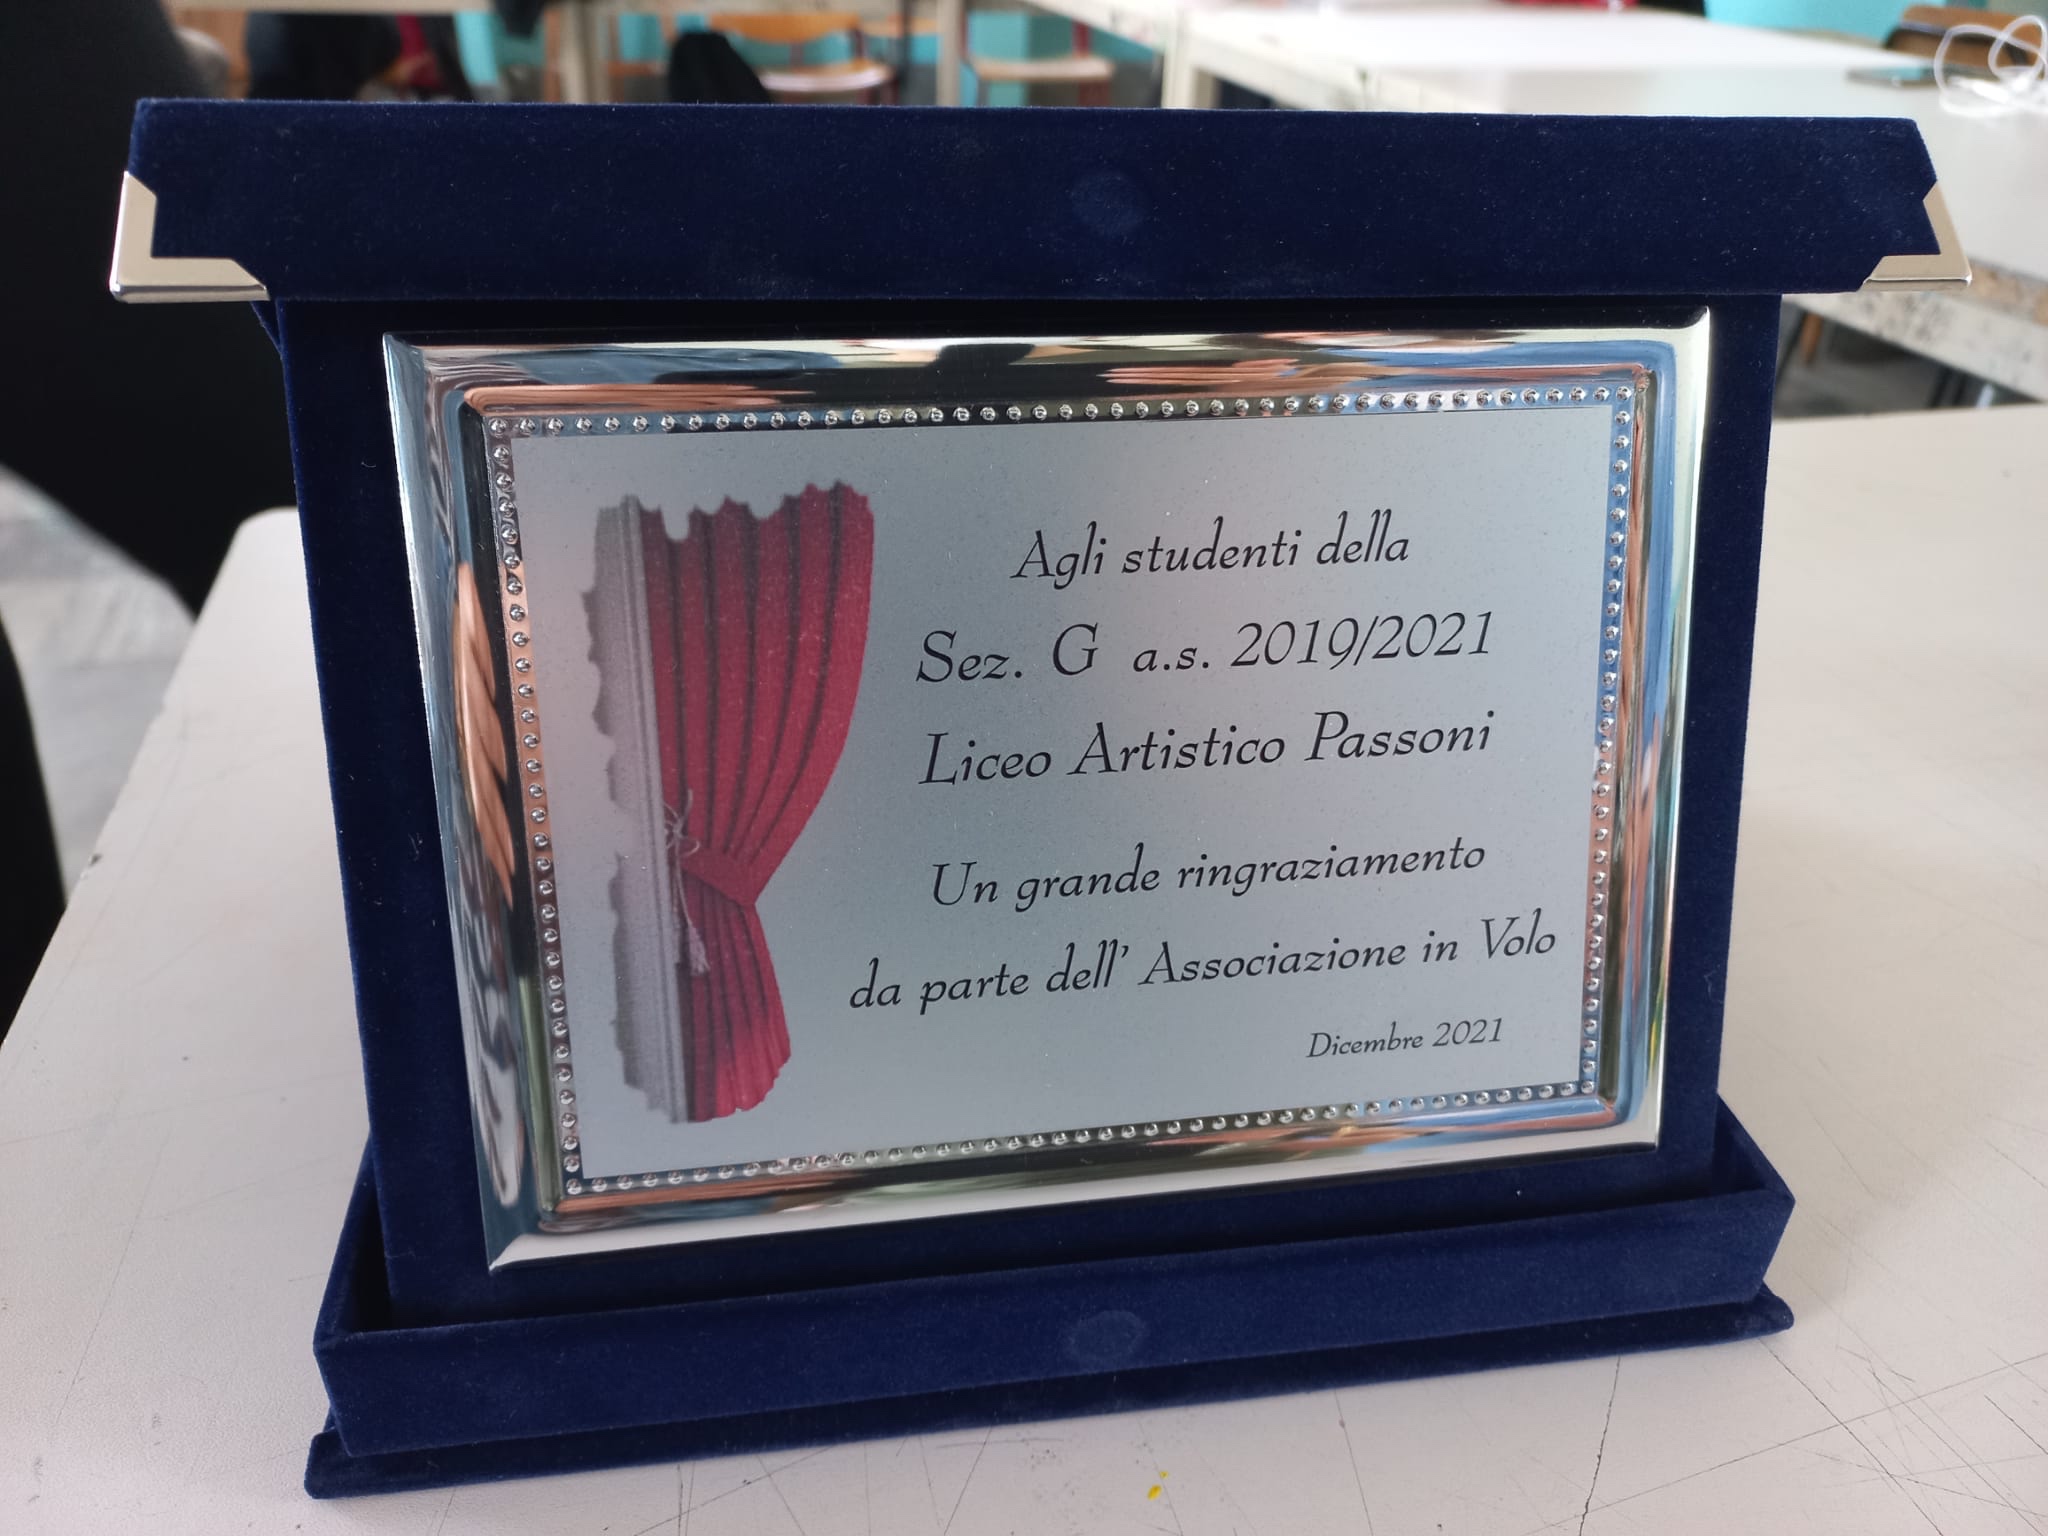 Agli studenti della
Sez. G a.s. 2019/2021
Liceo Artistico Passoni
Un grande ringraziamento
da parte dell' Associazione in Volo
Dicembre 2021